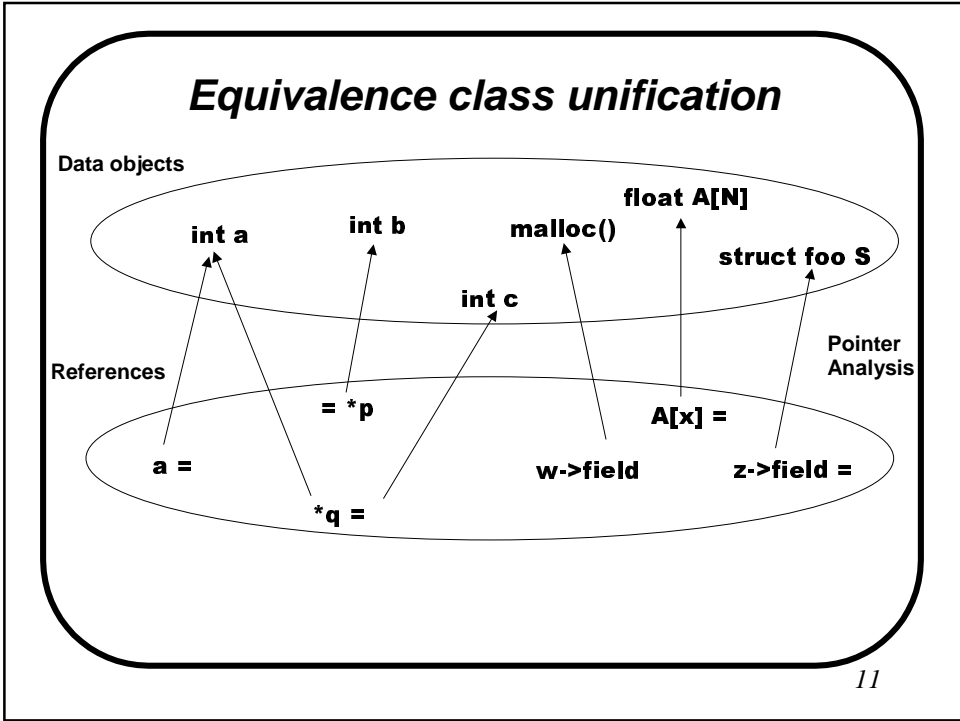 Equivalence class unification
Data objects
float A[N]
int a
int b
malloc()
struct foo S
int c
Pointer
Analysis
References
= *p
A[x] =
a =
w->field
z->field =
*q =
11